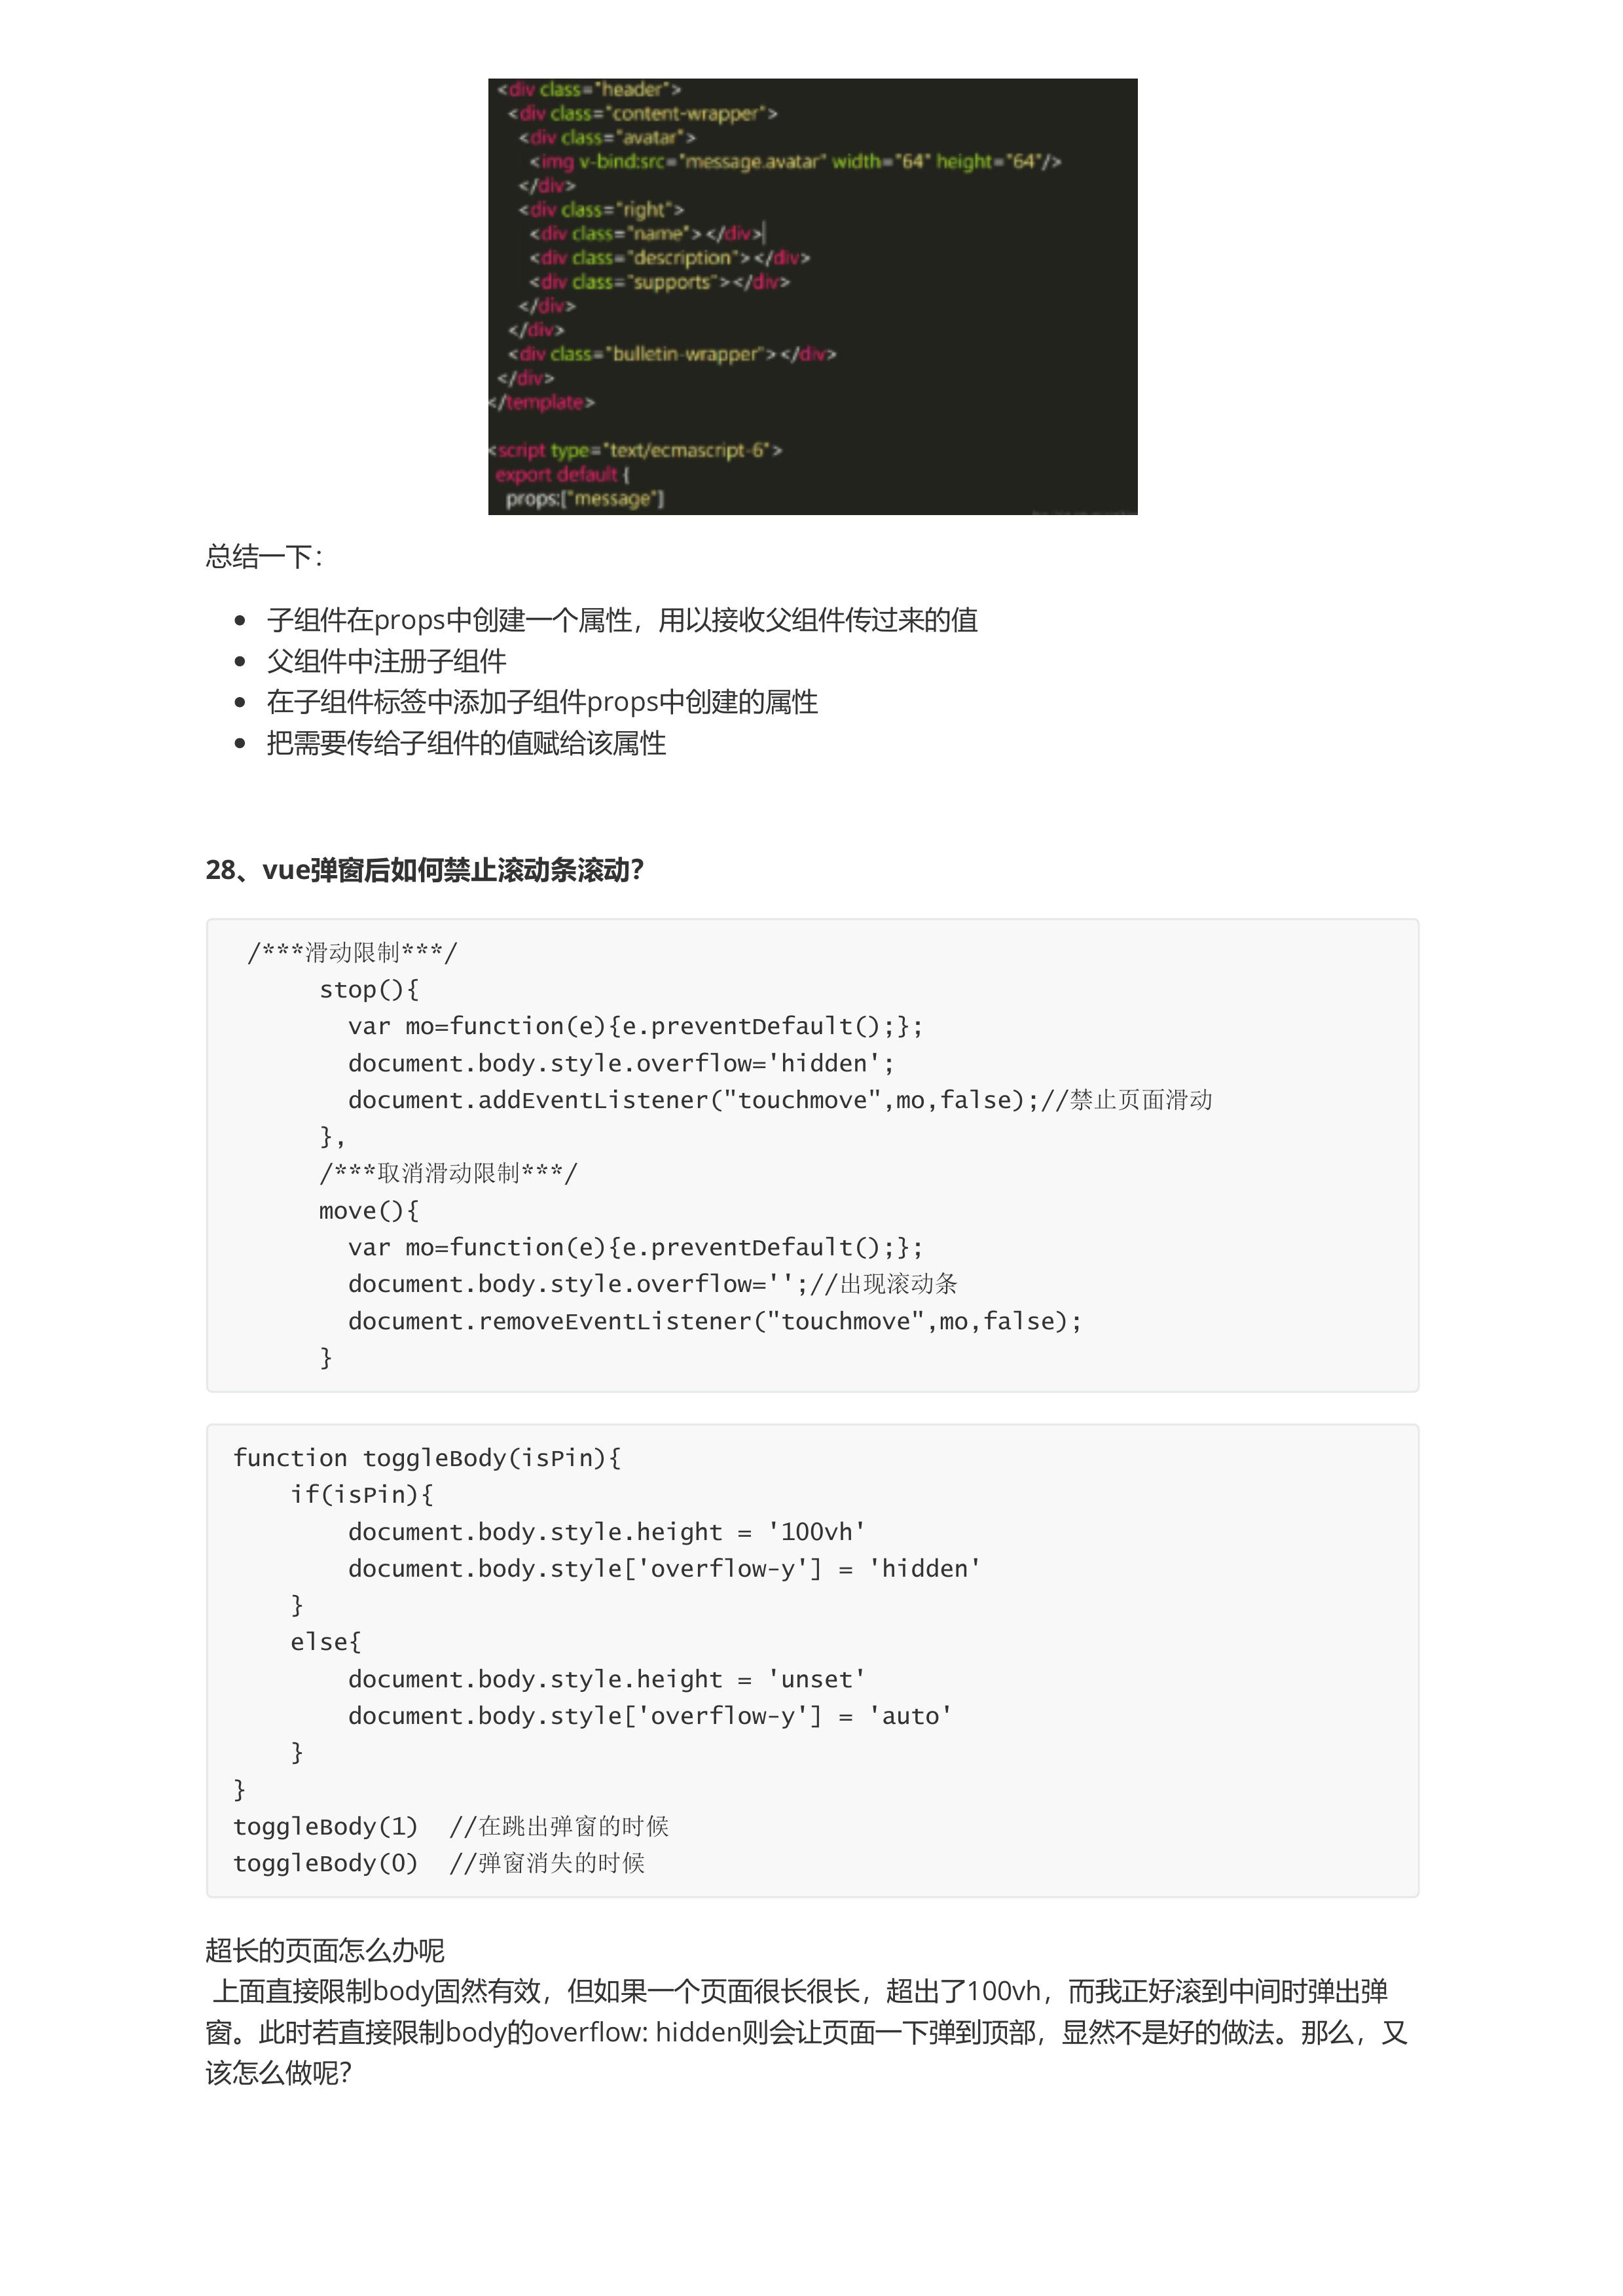 <div class="header">
<div class="content-wrapper">
<div class="avatar">
<img v-bind:src="message.avatar" width="64" height="64"/>
</div>
<div class="right">
<div class="name"></div>
<div class="description"></div>
<div class="supports"></div>
</div>
</div>
<div class="bulletin-wrapper"></div>
</div>
</template>
<script type="text/ecmascript-6">
export default {
props:["message"]
总结一下：
子组件在props中创建一个属性，用以接收父组件传过来的值
父组件中注册子组件
在子组件标签中添加子组件props中创建的属性
把需要传给子组件的值赋给该属性
28、vue弹窗后如何禁止滚动条滚动？
/***滑动限制***/
stop(){
var mo=function(e){e.preventDefault();};
document.body.style.overflow='hidden';
document.addEventListener("touchmove",mo,false);//禁止页面滑动
},
/***取消滑动限制***/
move(){
var mo=function(e){e.preventDefault();};
document.body.style.overflow='';//出现滚动条
document.removeEventListener("touchmove",mo,false);
}
function toggleBody(isPin){
if(isPin){
document.body.style.height = '100vh'
document.body.style['overflow-y'] = 'hidden'
}
else{
document.body.style.height = 'unset'
document.body.style['overflow-y'] = 'auto'
}
}
toggleBody(1)  //在跳出弹窗的时候
toggleBody(0)  //弹窗消失的时候
超长的页面怎么办呢
上面直接限制body固然有效，但如果一个页面很长很长，超出了100vh，而我正好滚到中间时弹出弹
窗。此时若直接限制body的overflow: hidden则会让页面一下弹到顶部，显然不是好的做法。那么，又
该怎么做呢？